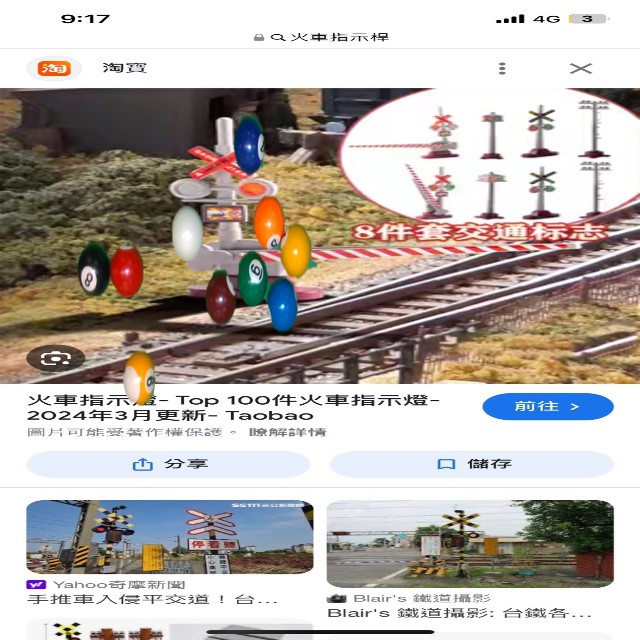 9:17
4G
3
火車指示桿
淘
淘寶
8件套交通标志
8
6
火車指示燈- Top 100件火車指示燈-
2024年3月更新- Taobao
前往 >
圖片可能受著作權保護。 瞭解詳情
分享
儲存
停看聽
Yahoo奇摩新聞
手推車入侵平交道！台...
Blair's 鐵道攝影
Blair's 鐵道攝影: 台鐵各...